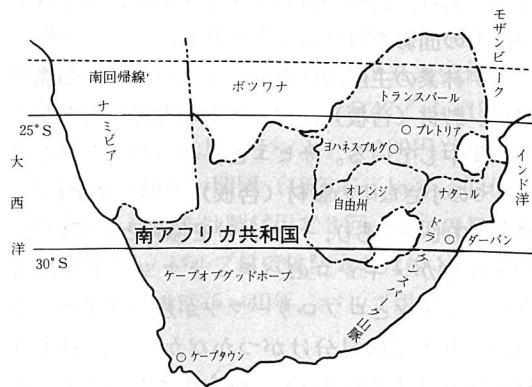 モザンビーク
南回帰線
ボツワナ
トランスバール
ナミビア
25°S
プレトリア
ヨハネスブルグ
大西洋
インド洋
オレンジ
自由州
ナタール
南アフリカ共和国
ドラケンスバーク山脈
ダーバン
30°S
ケープオブグッドホープ
ケープタウン